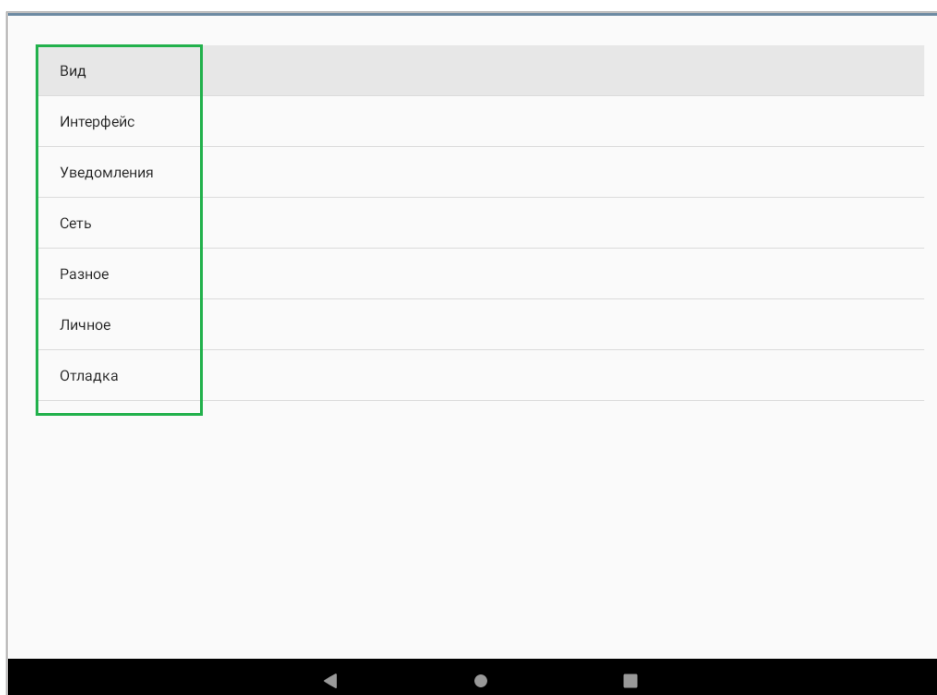 Вид
Интерфейс
Уведомления
Сеть
Разное
Личное
Отладка